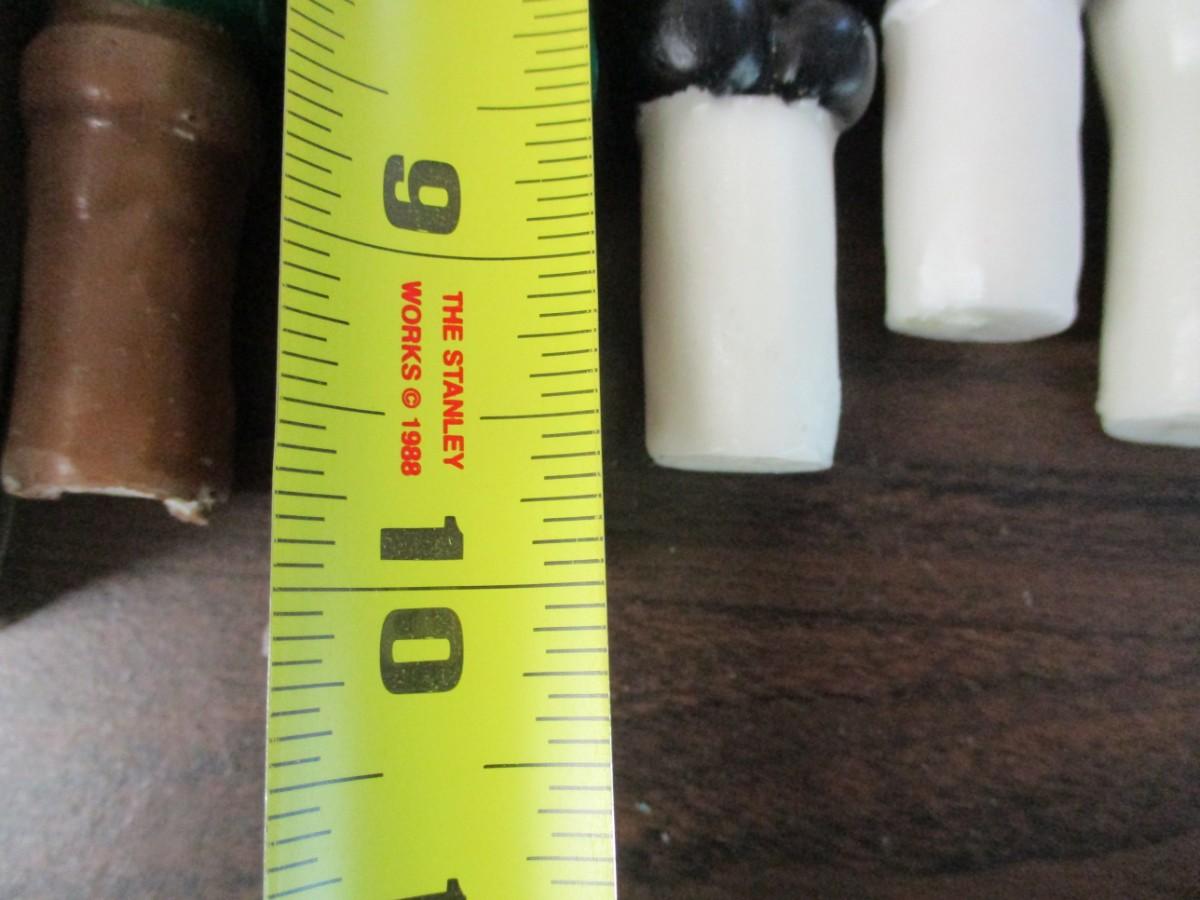 9
THE STANLEY
WORKS © 1988
10